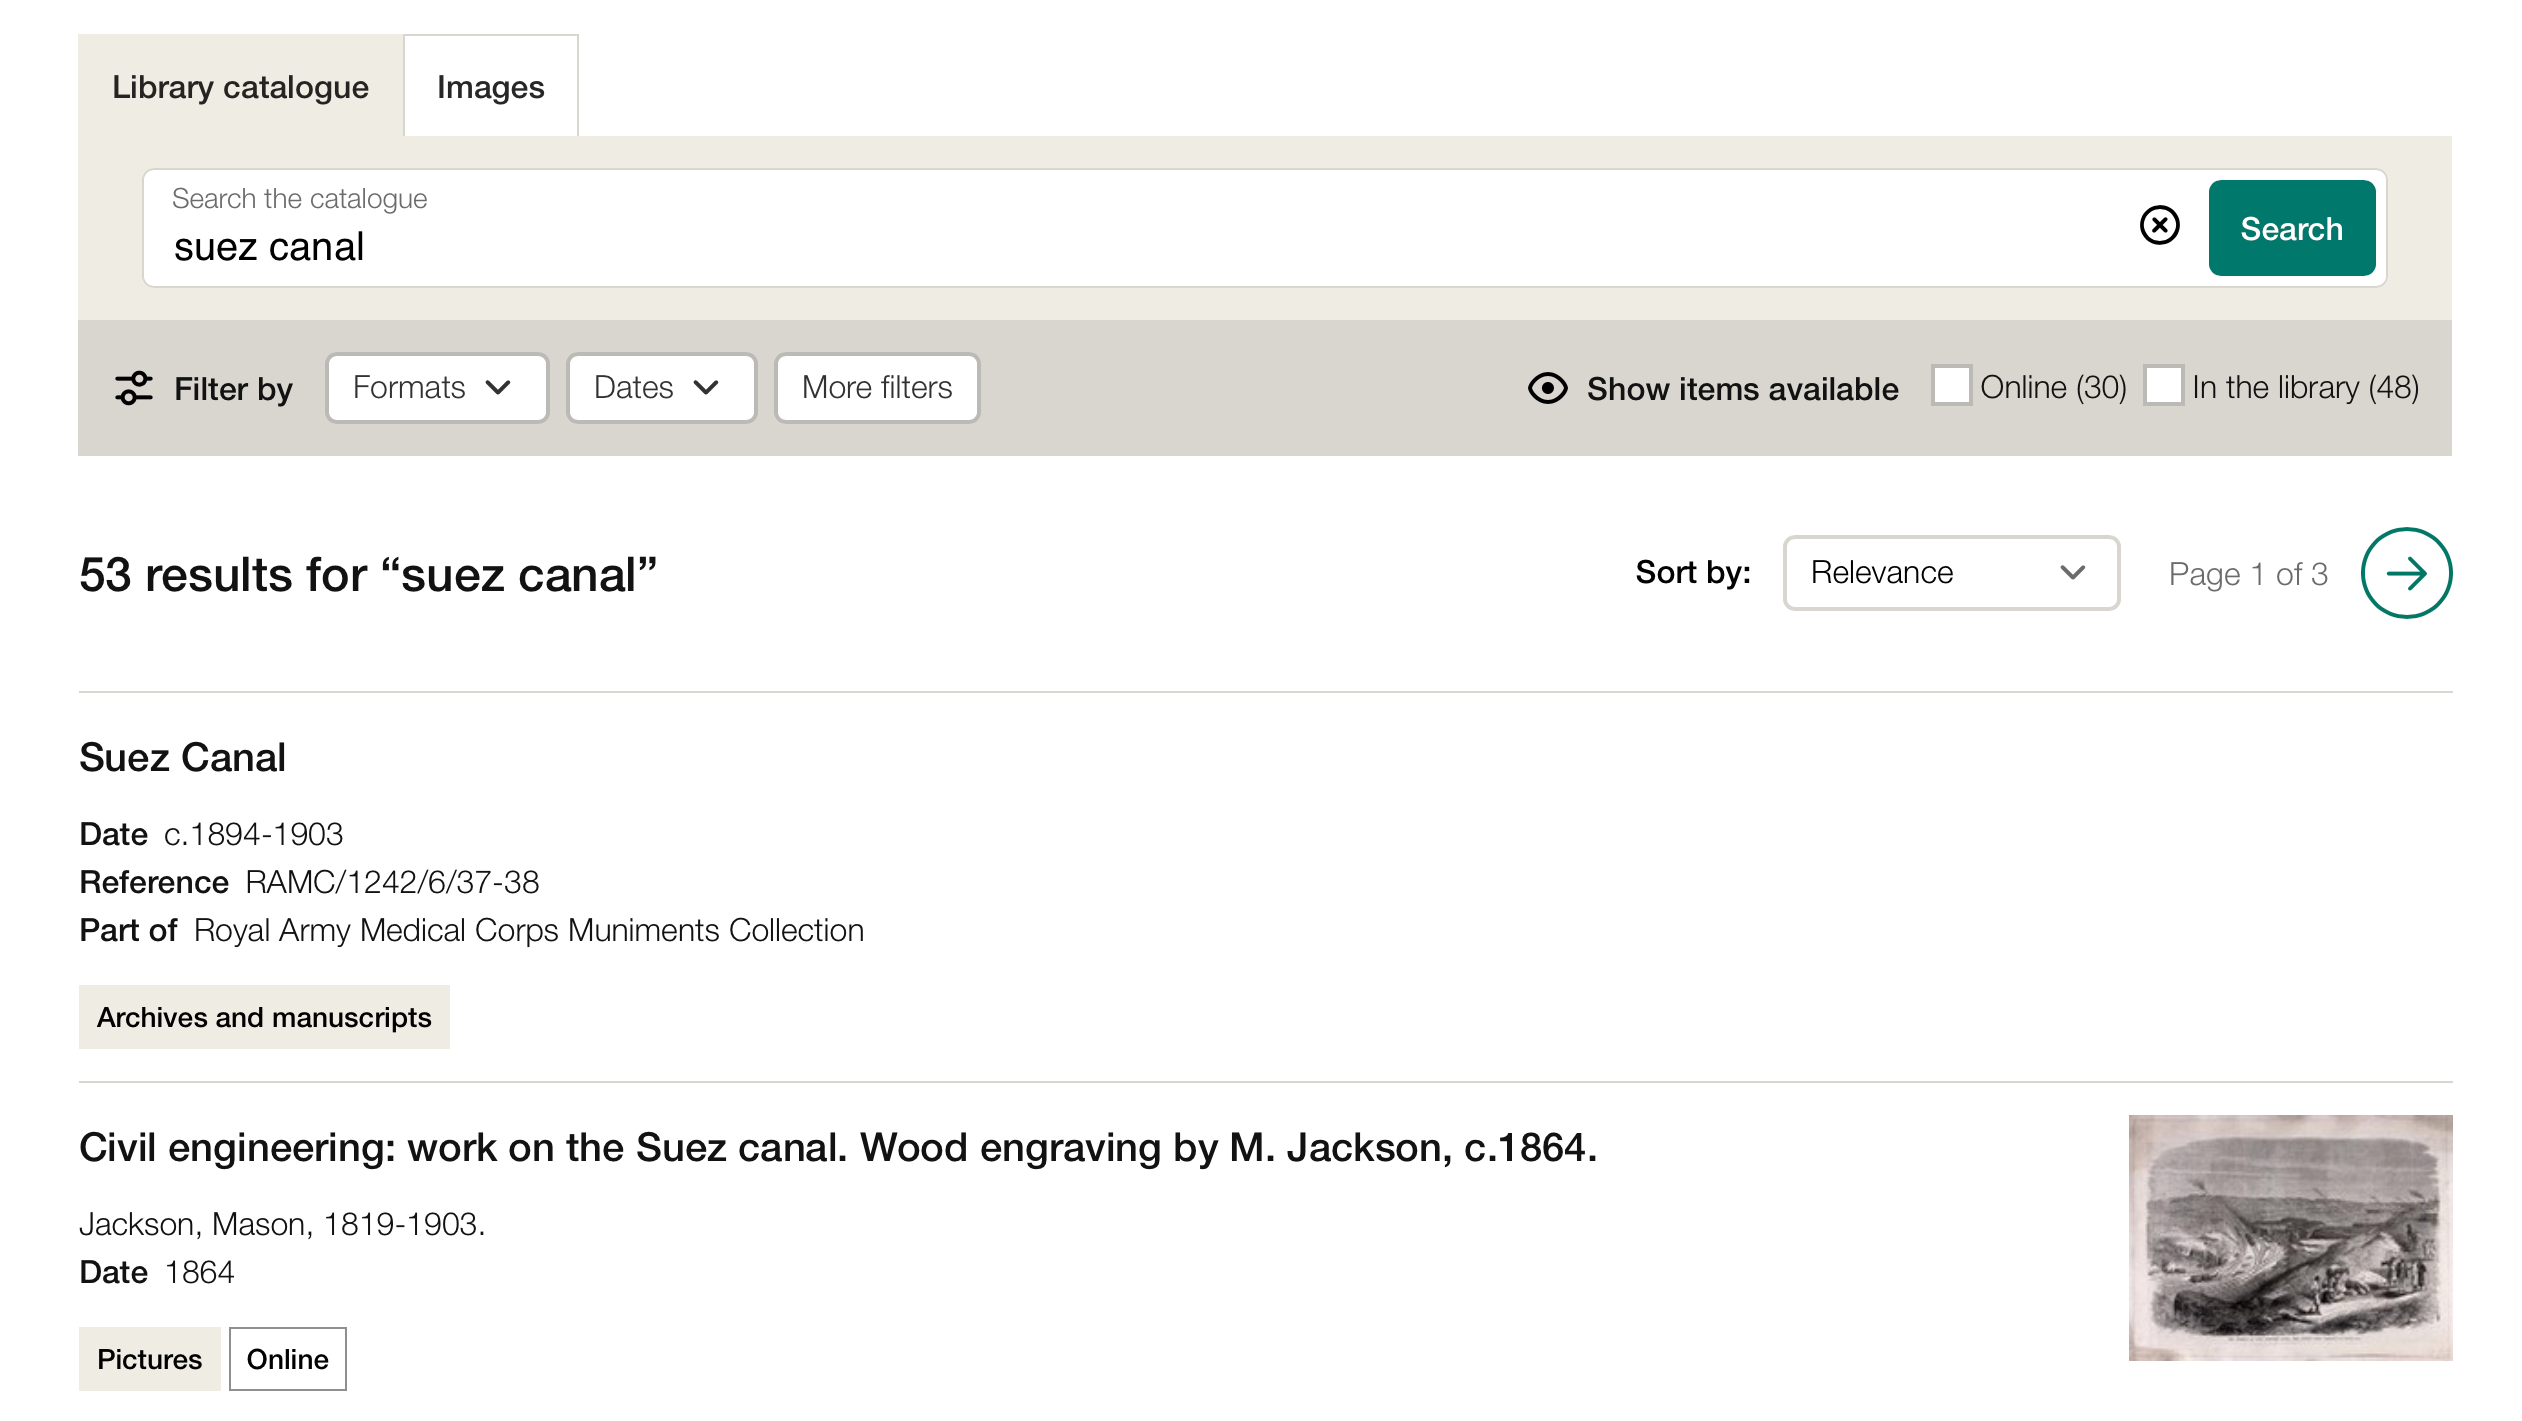 Library catalogue
Images
Search the catalogue
suez canal
Search
Filter by
Formats
Dates
More filters
Show items available
Online (30)
In the library (48)
53 results for “suez canal”
Sort by:
Relevance
Page 1 of 3
Suez Canal
Date c.1894-1903
Reference RAMC/1242/6/37-38
Part of Royal Army Medical Corps Muniments Collection
Archives and manuscripts
Civil engineering: work on the Suez canal. Wood engraving by M. Jackson, c.1864.
Jackson, Mason, 1819-1903.
Date 1864
Pictures
Online